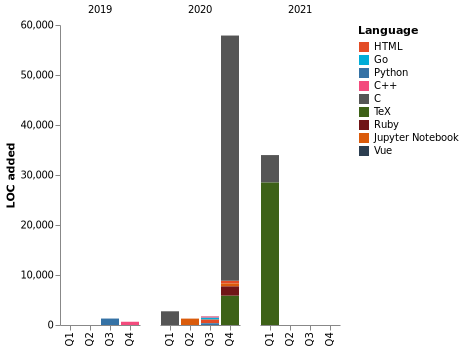 2019 2020 2021
60,000
50,000
40,000
30,000
20,000
10,000
0
LOC added
Q1 Q2 Q3 Q4 Q1 Q2 Q3 Q4 Q1 Q2 Q3 Q4
Language
HTML
Go
Python
C++
C
TeX
Ruby
Jupyter Notebook
Vue